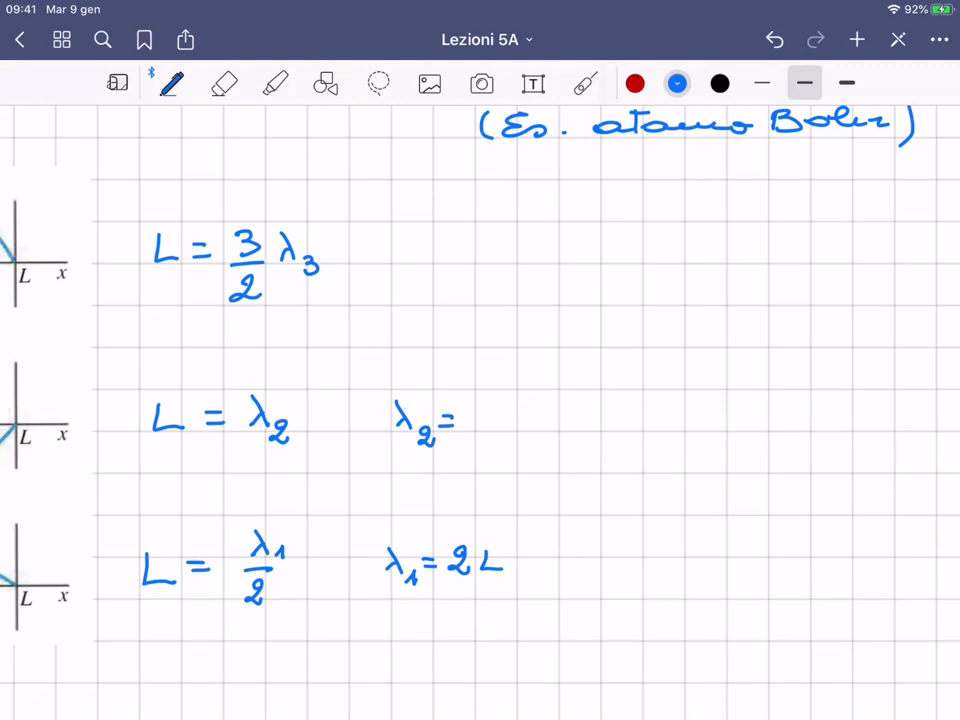 09:41 Mar 9 gen 92%
Lezioni 5A
T
(Es. atomo Bohr)
L = 3/2 λ₃
L x
L = λ₂ λ₂ =
L x
L = λ₁/2 λ₁ = 2L
L x